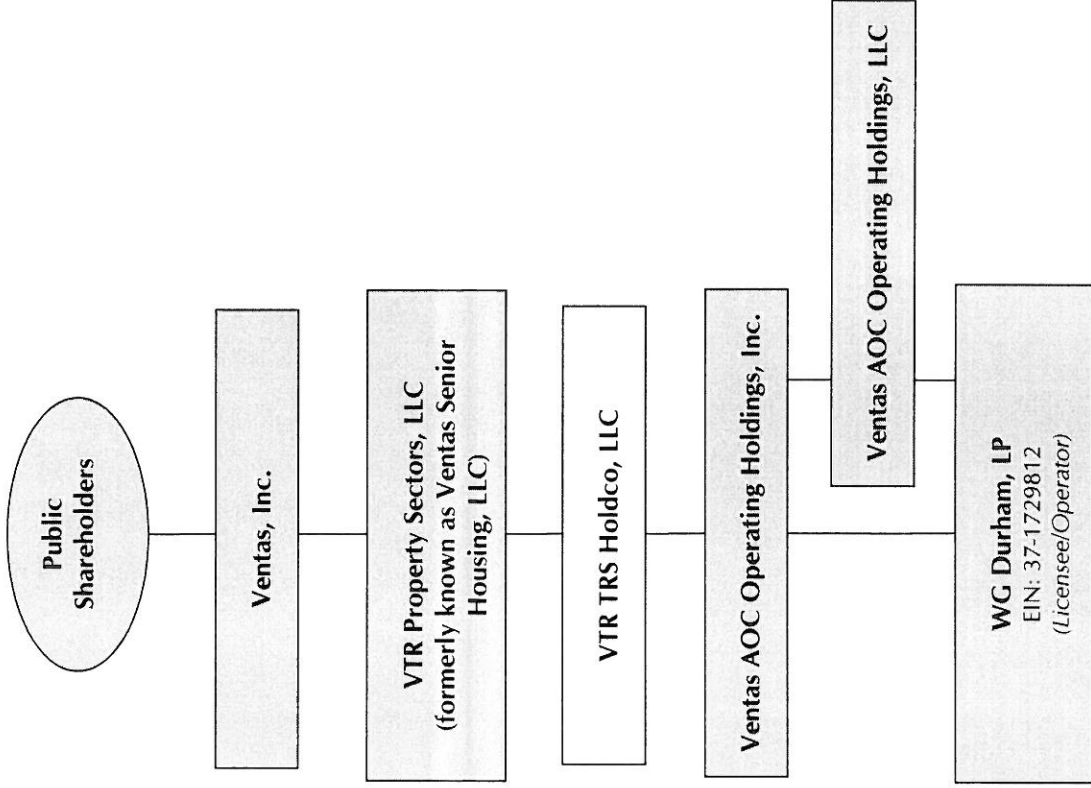 Public
Shareholders
Ventas, Inc.
VTR Property Sectors, LLC
(formerly known as Ventas Senior
Housing, LLC)
VTR TRS Holdco, LLC
Ventas AOC Operating Holdings, Inc.
Ventas AOC Operating Holdings, LLC
WG Durham, LP
EIN: 37-1729812
(Licensee/Operator)